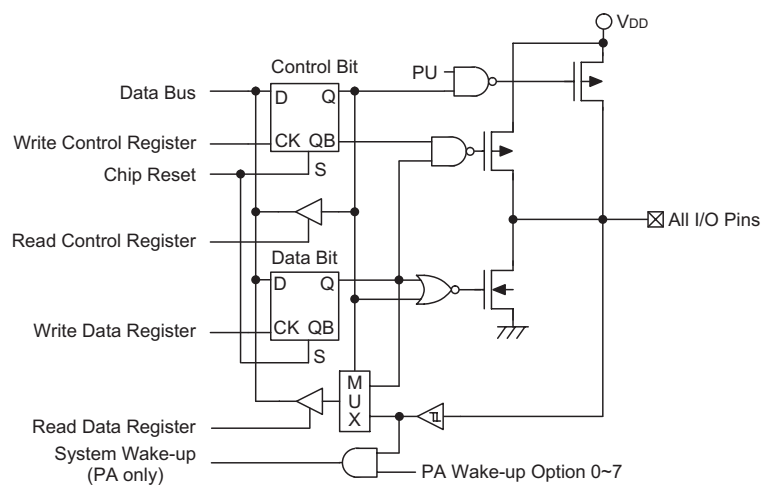 VDD
Control Bit
PU
Data Bus
D Q
Write Control Register
CK QB
Chip Reset
S
All I/O Pins
Read Control Register
Data Bit
D Q
Write Data Register
CK QB
S
M
U
X
Read Data Register
System Wake-up
(PA only)
PA Wake-up Option 0~7